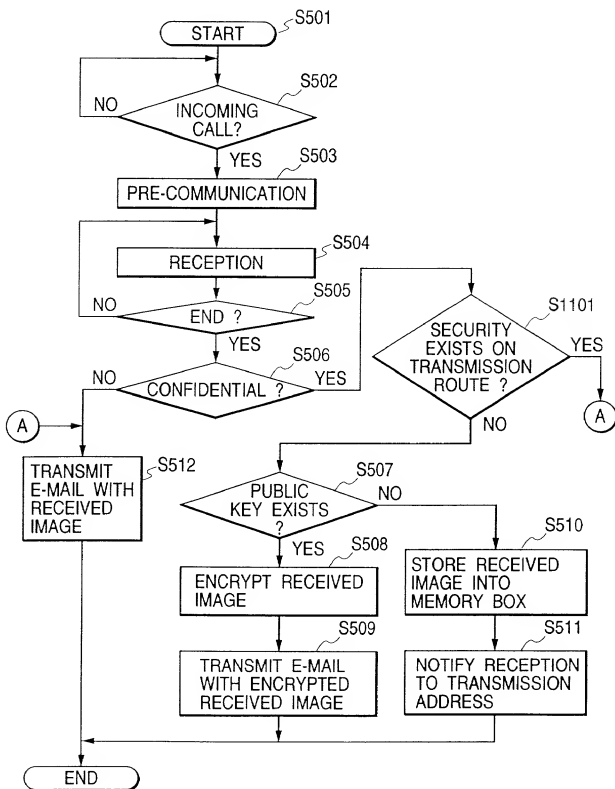 START
S501
S502
NO
INCOMING
CALL?
YES
S503
PRE-COMMUNICATION
S504
RECEPTION
S505
NO
END ?
YES
S506
NO
CONFIDENTIAL ?
YES
S1101
SECURITY
EXISTS ON
TRANSMISSION
ROUTE ?
YES
A
NO
A
S512
TRANSMIT
E-MAIL WITH
RECEIVED
IMAGE
S507
PUBLIC
KEY EXISTS
?
NO
YES
S508
ENCRYPT RECEIVED
IMAGE
S510
STORE RECEIVED
IMAGE INTO
MEMORY BOX
S509
TRANSMIT E-MAIL
WITH ENCRYPTED
RECEIVED IMAGE
S511
NOTIFY RECEPTION
TO TRANSMISSION
ADDRESS
END